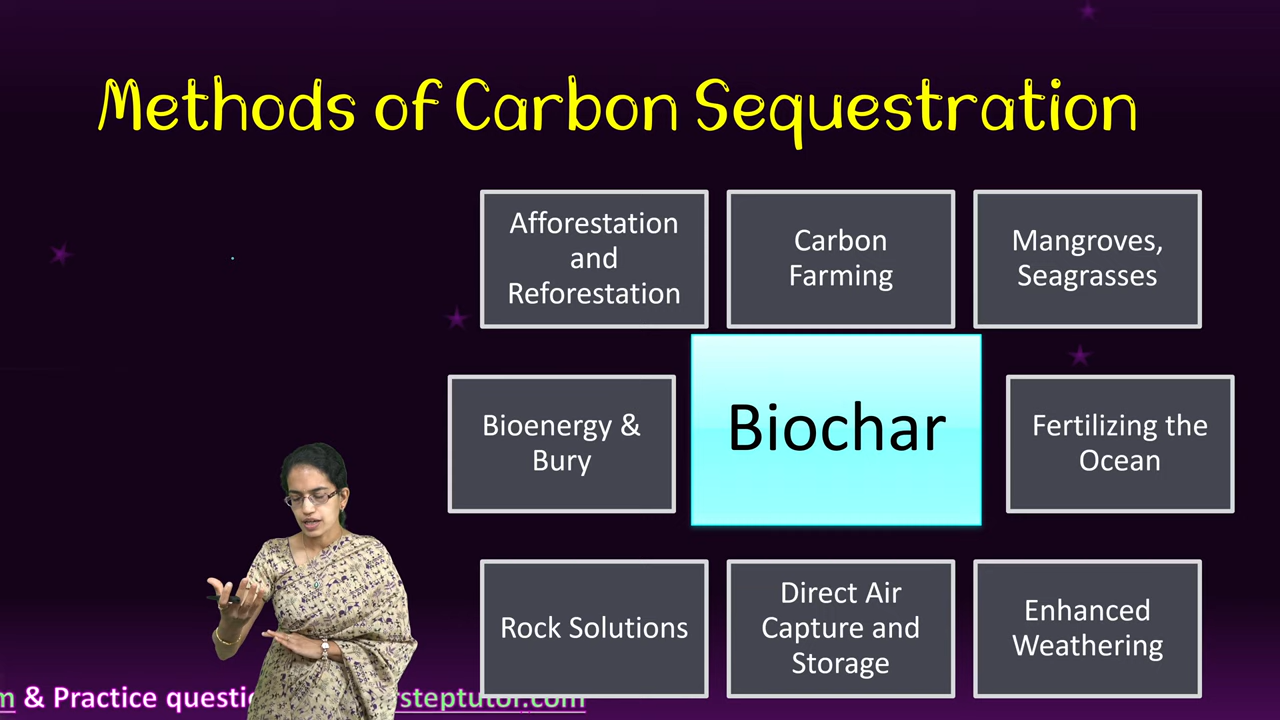 Methods of Carbon Sequestration
Afforestation
and
Reforestation
Carbon
Farming
Mangroves,
Seagrasses
Bioenergy &
Bury
Biochar
Fertilizing the
Ocean
Rock Solutions
Direct Air
Capture and
Storage
Enhanced
Weathering
& Practice